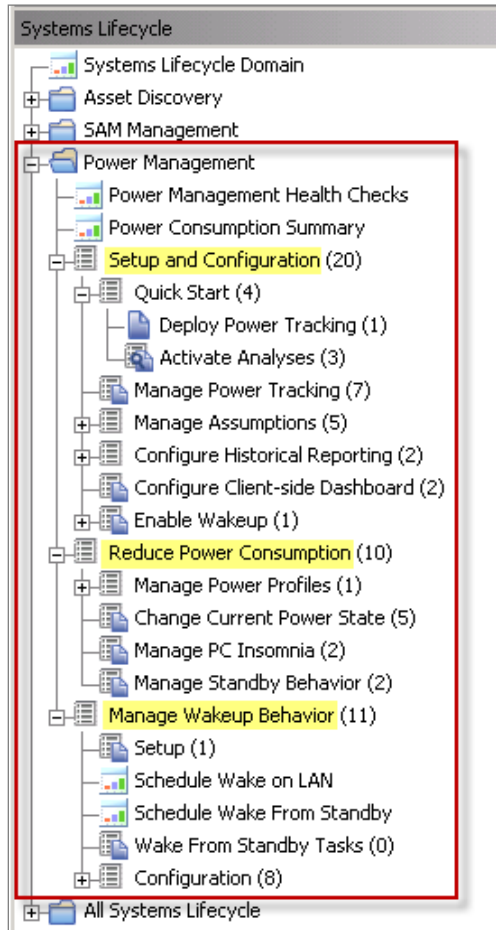 Systems Lifecycle
Systems Lifecycle Domain
Asset Discovery
SAM Management
Power Management
Power Management Health Checks
Power Consumption Summary
Setup and Configuration (20)
Quick Start (4)
Deploy Power Tracking (1)
Activate Analyses (3)
Manage Power Tracking (7)
Manage Assumptions (5)
Configure Historical Reporting (2)
Configure Client-side Dashboard (2)
Enable Wakeup (1)
Reduce Power Consumption (10)
Manage Power Profiles (1)
Change Current Power State (5)
Manage PC Insomnia (2)
Manage Standby Behavior (2)
Manage Wakeup Behavior (11)
Setup (1)
Schedule Wake on LAN
Schedule Wake From Standby
Wake From Standby Tasks (0)
Configuration (8)
All Systems Lifecycle